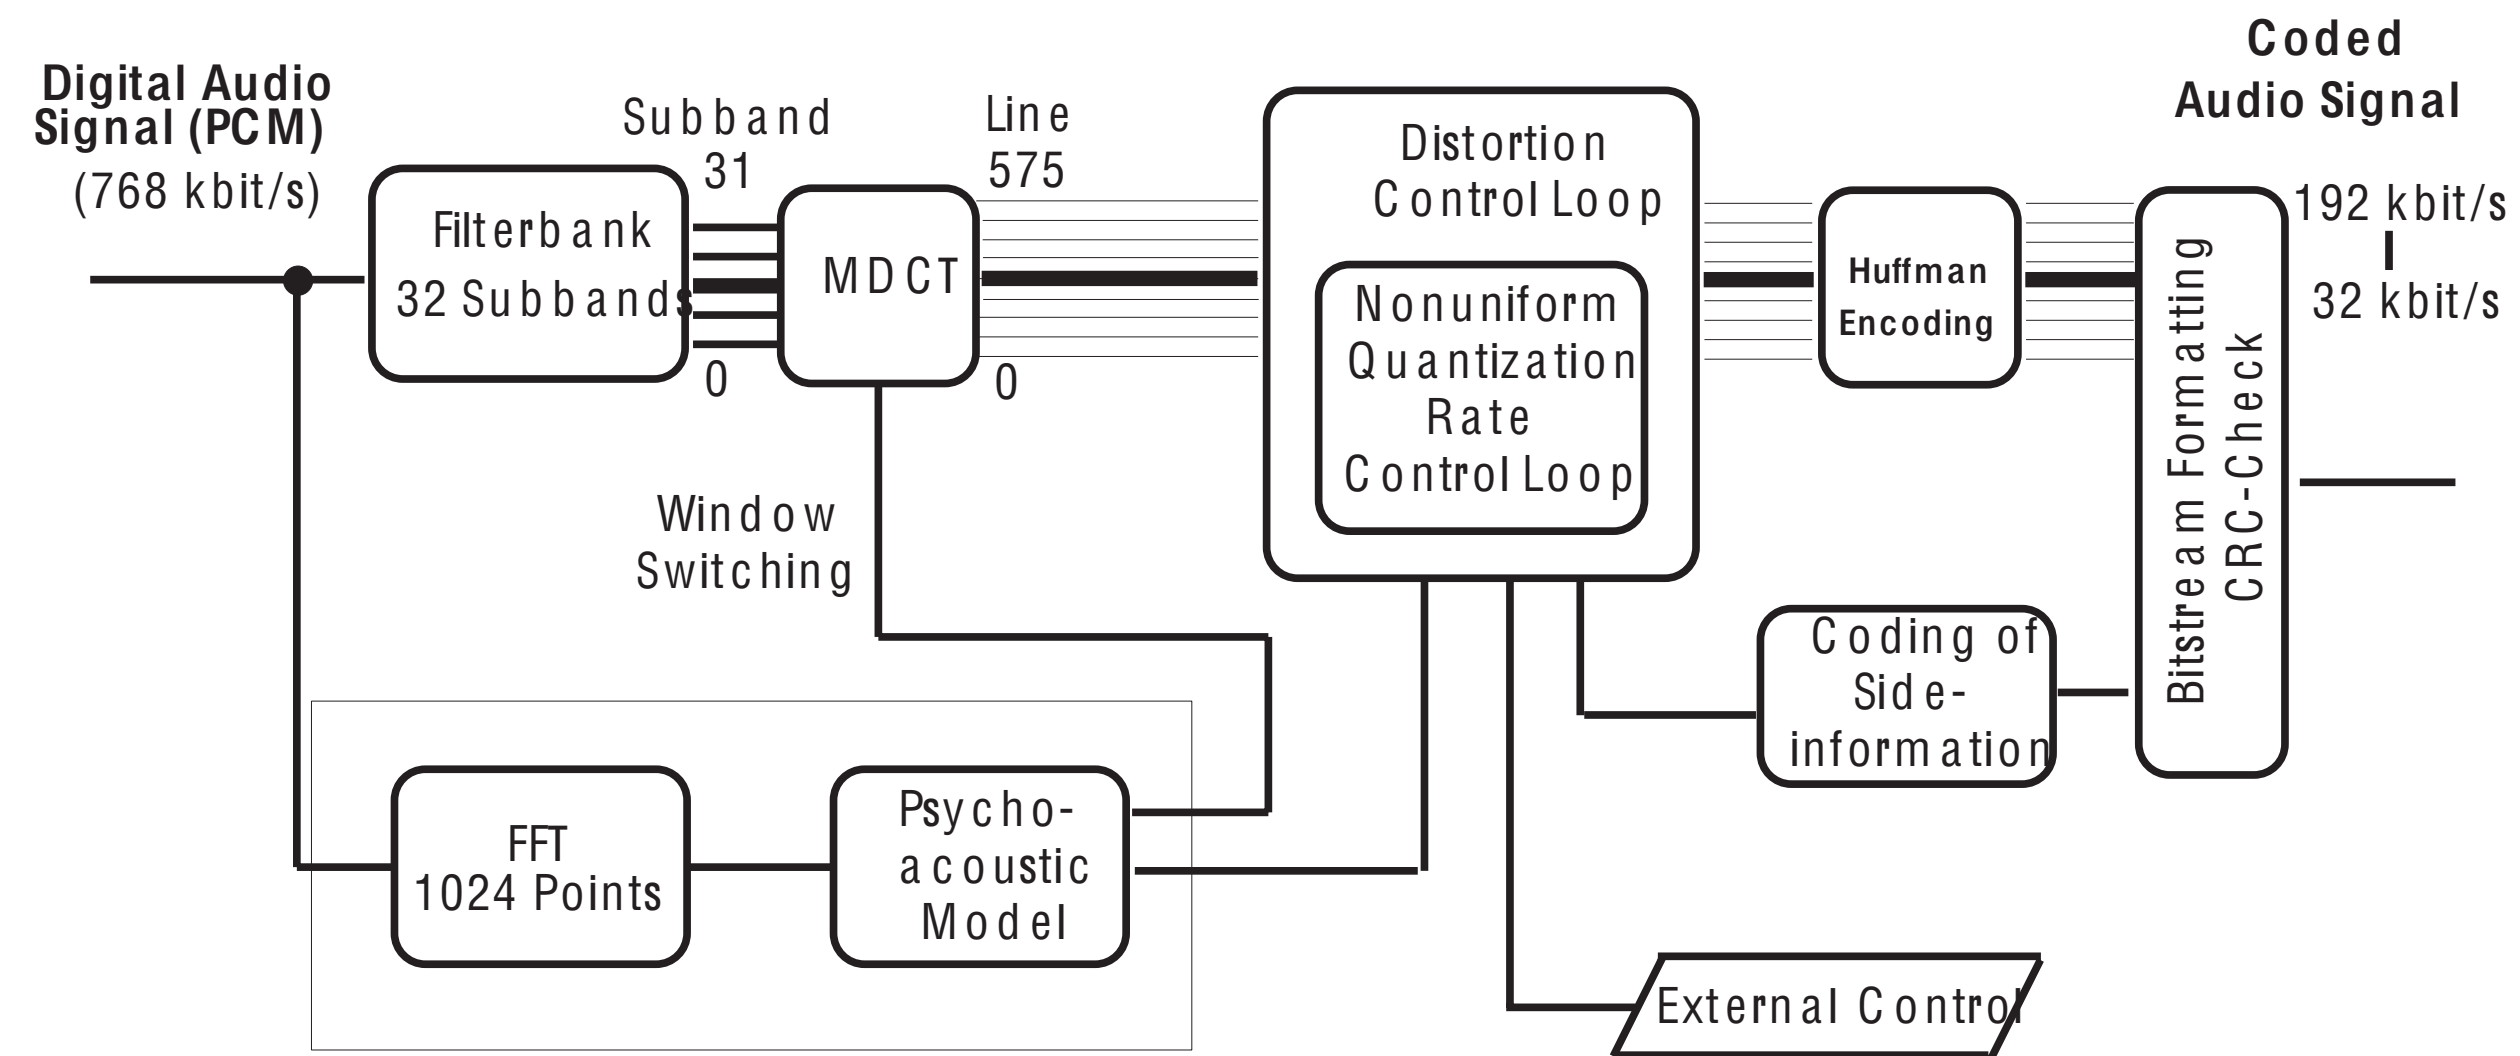 Digital Audio
Signal (PCM)
(768 kbit/s)
Filterbank
32 Subbands
Subband
31
0
MDCT
Line
575
0
Window
Switching
Distortion
Control Loop
Nonuniform
Quantization
Rate
Control Loop
Huffman
Encoding
Coded
Audio Signal
192 kbit/s
32 kbit/s
Bitstream Formatting
CRC-Check
Coding of
Side-
information
FFT
1024 Points
Psycho-
acoustic
Model
External Control